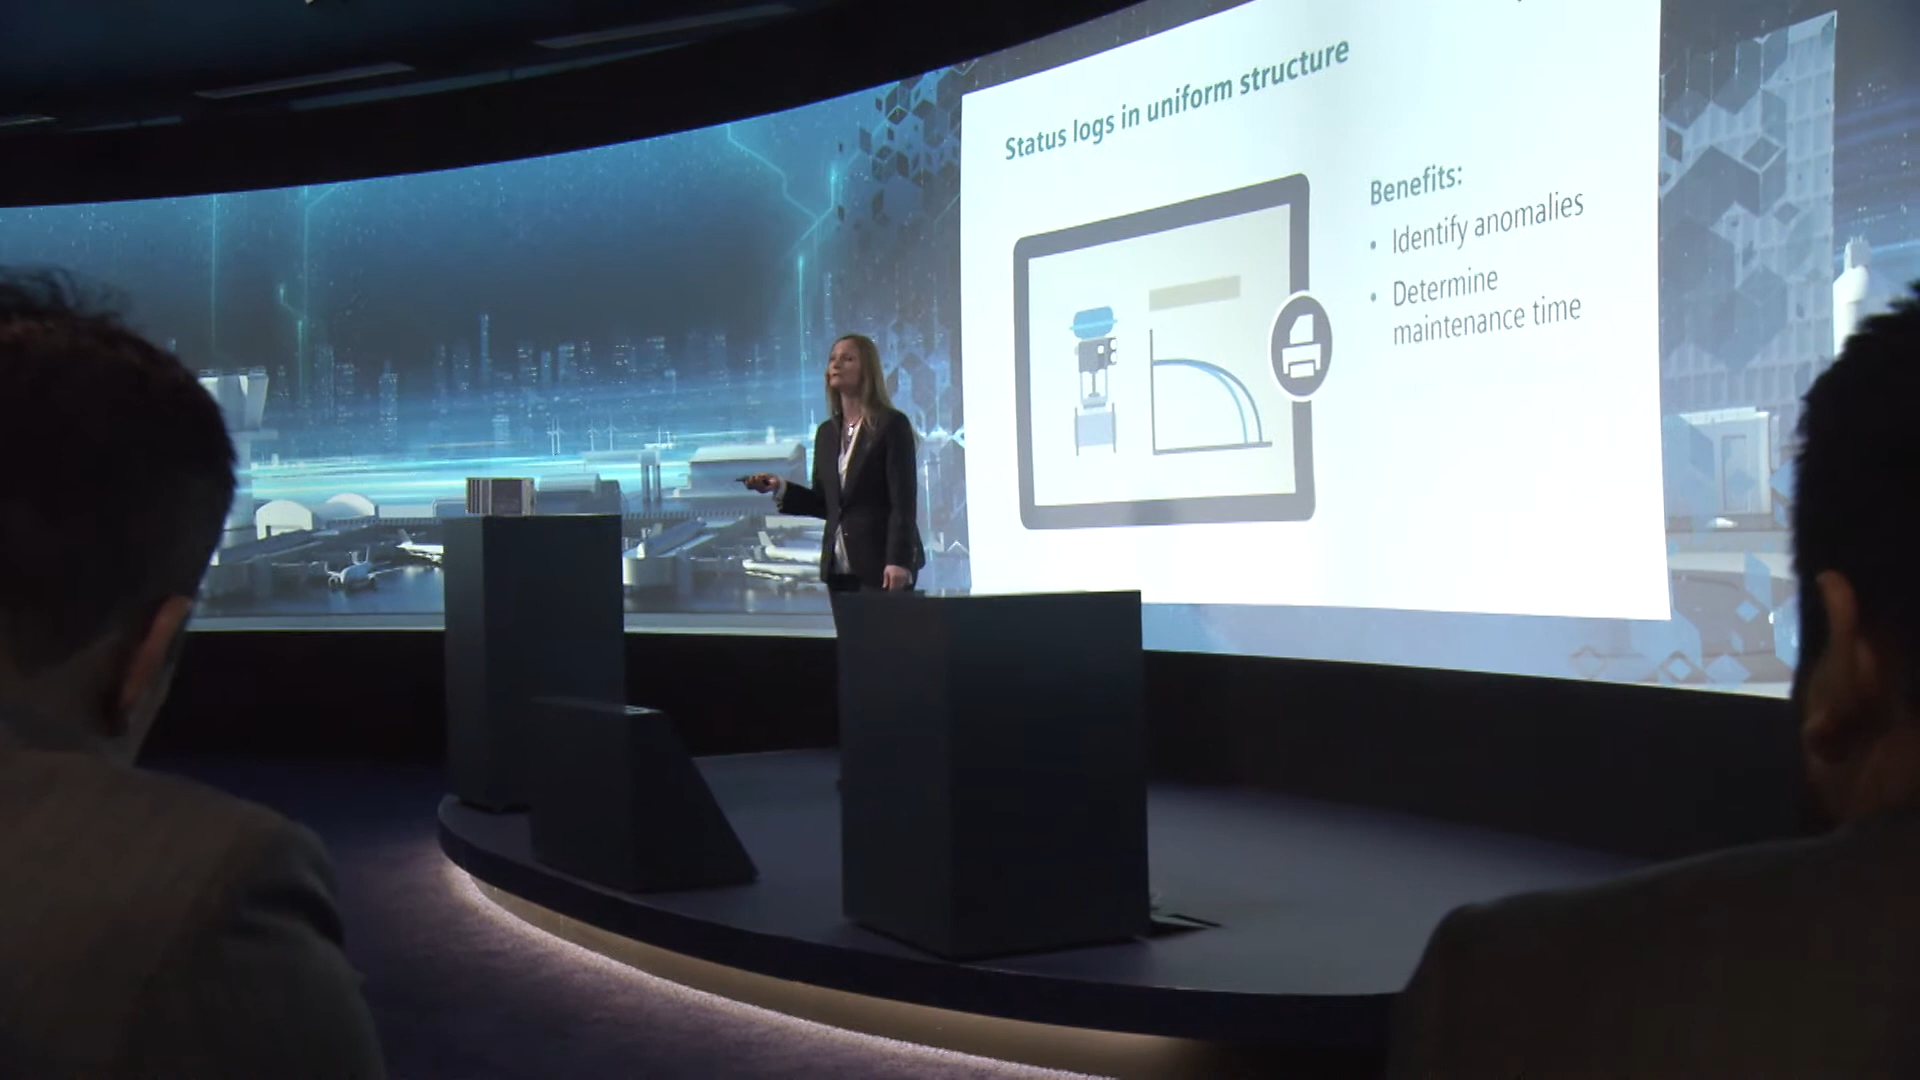 Status logs in uniform structure
Benefits:
• Identify anomalies
• Determine
maintenance time